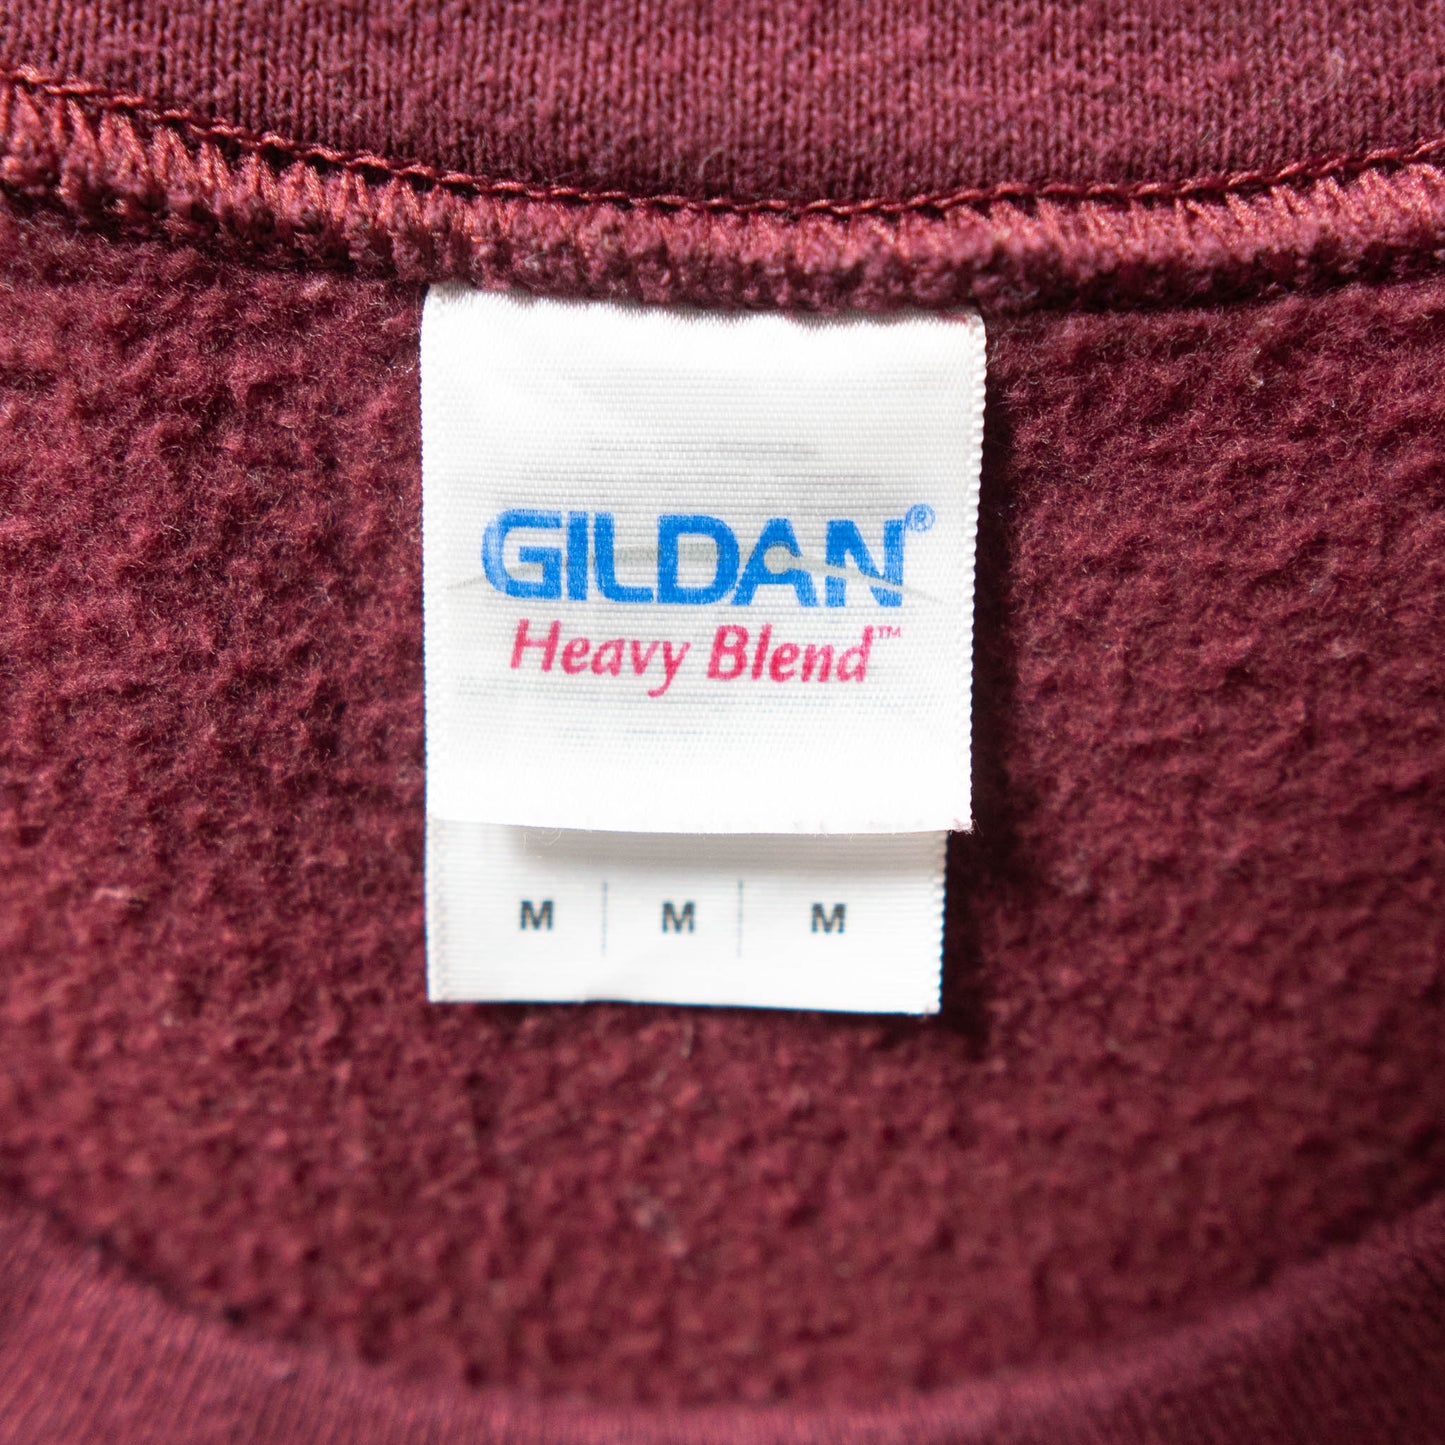 GILDAN®
Heavy Blend™
M | M | M